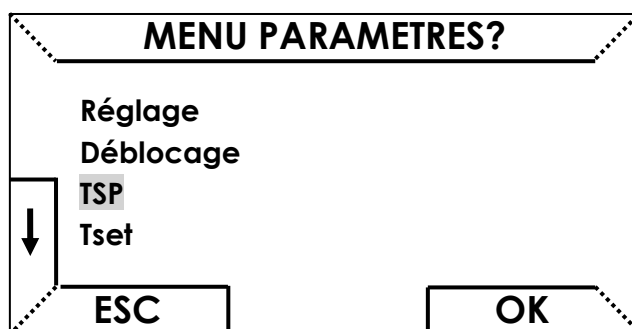 MENU PARAMETRES?
Réglage
Déblocage
TSP
Tset
ESC
OK